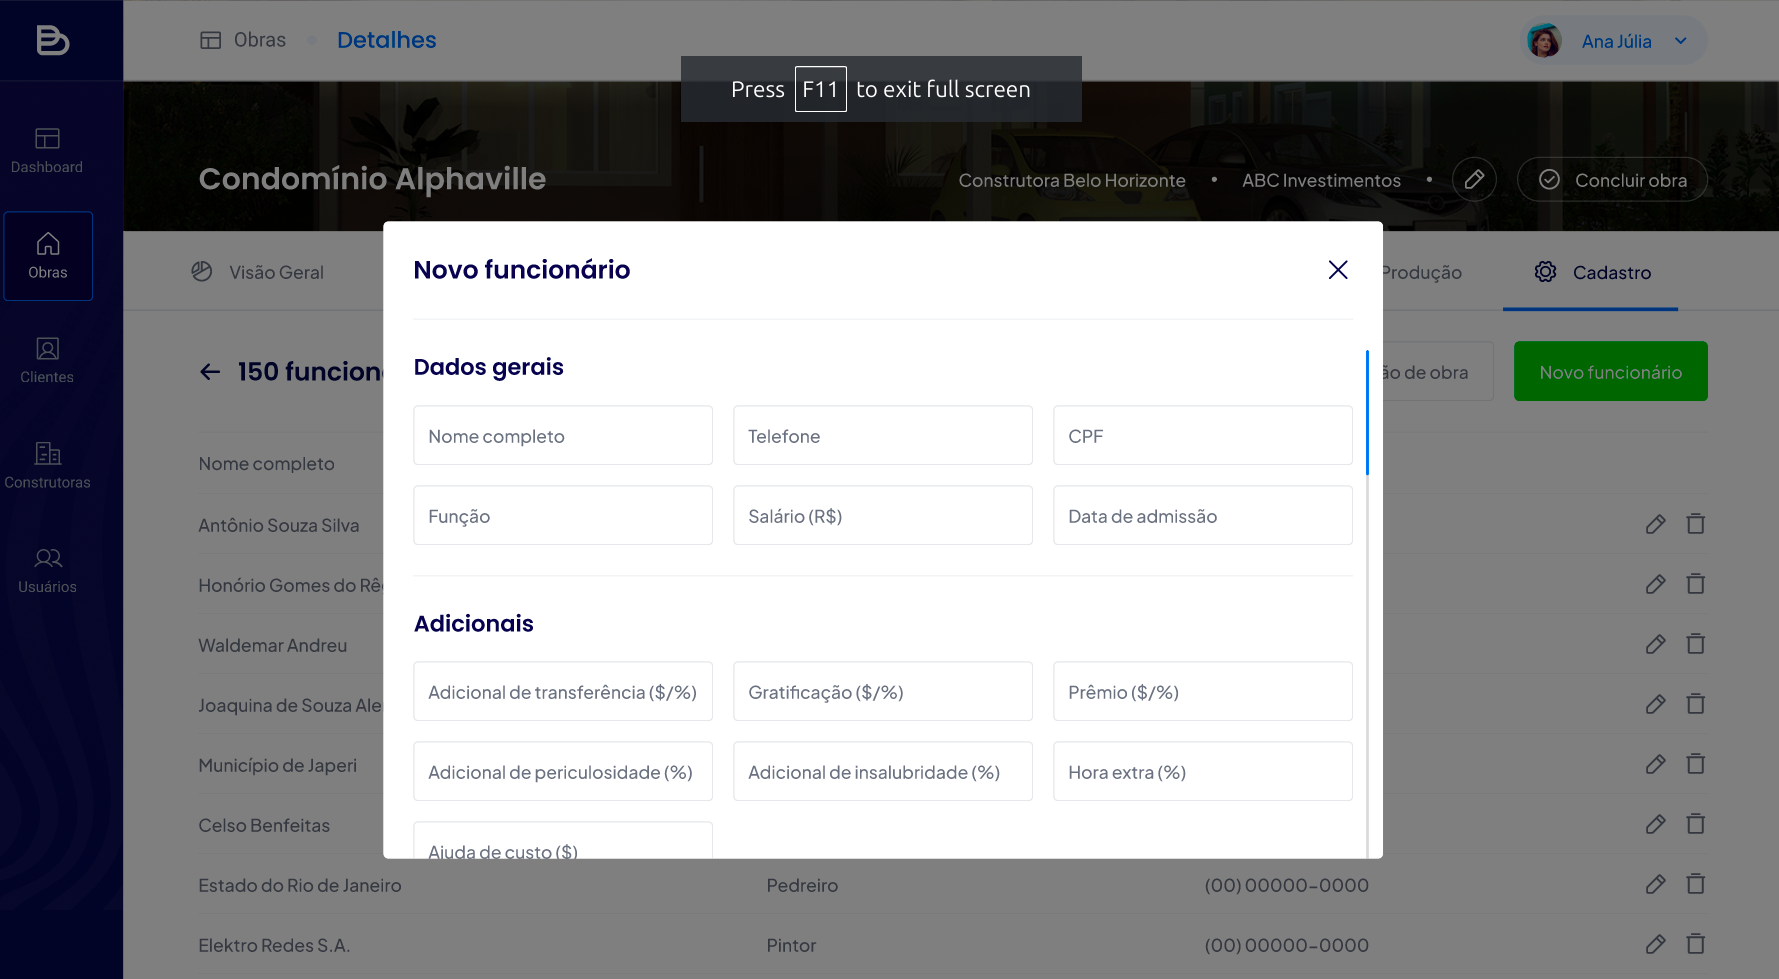 Obras
Detalhes
Ana Júlia
Press F11 to exit full screen
Dashboard
Condomínio Alphaville
Construtora Belo Horizonte • ABC Investimentos •
Concluir obra
Obras
Visão Geral
Produção
Cadastro
Novo funcionário
Clientes
150
Novo funcionário
de obra
Dados gerais
Nome completo
Telefone
CPF
Nome completo
Construtoras
Função
Salário (R$)
Data de admissão
Antônio Souza Silva
Usuários
Honório Gomes do
Adicionais
Waldemar Andreu
Adicional de transferência ($/%)
Gratificação ($/%)
Prêmio ($/%)
Joaquina de Souza
Município de Japeri
Adicional de periculosidade (%)
Adicional de insalubridade (%)
Hora extra (%)
Celso Benfeitas
Ajuda de custo ($)
Estado do Rio de Janeiro
Pedreiro
(00) 00000-0000
Elektro Redes S.A.
Pintor
(00) 00000-0000